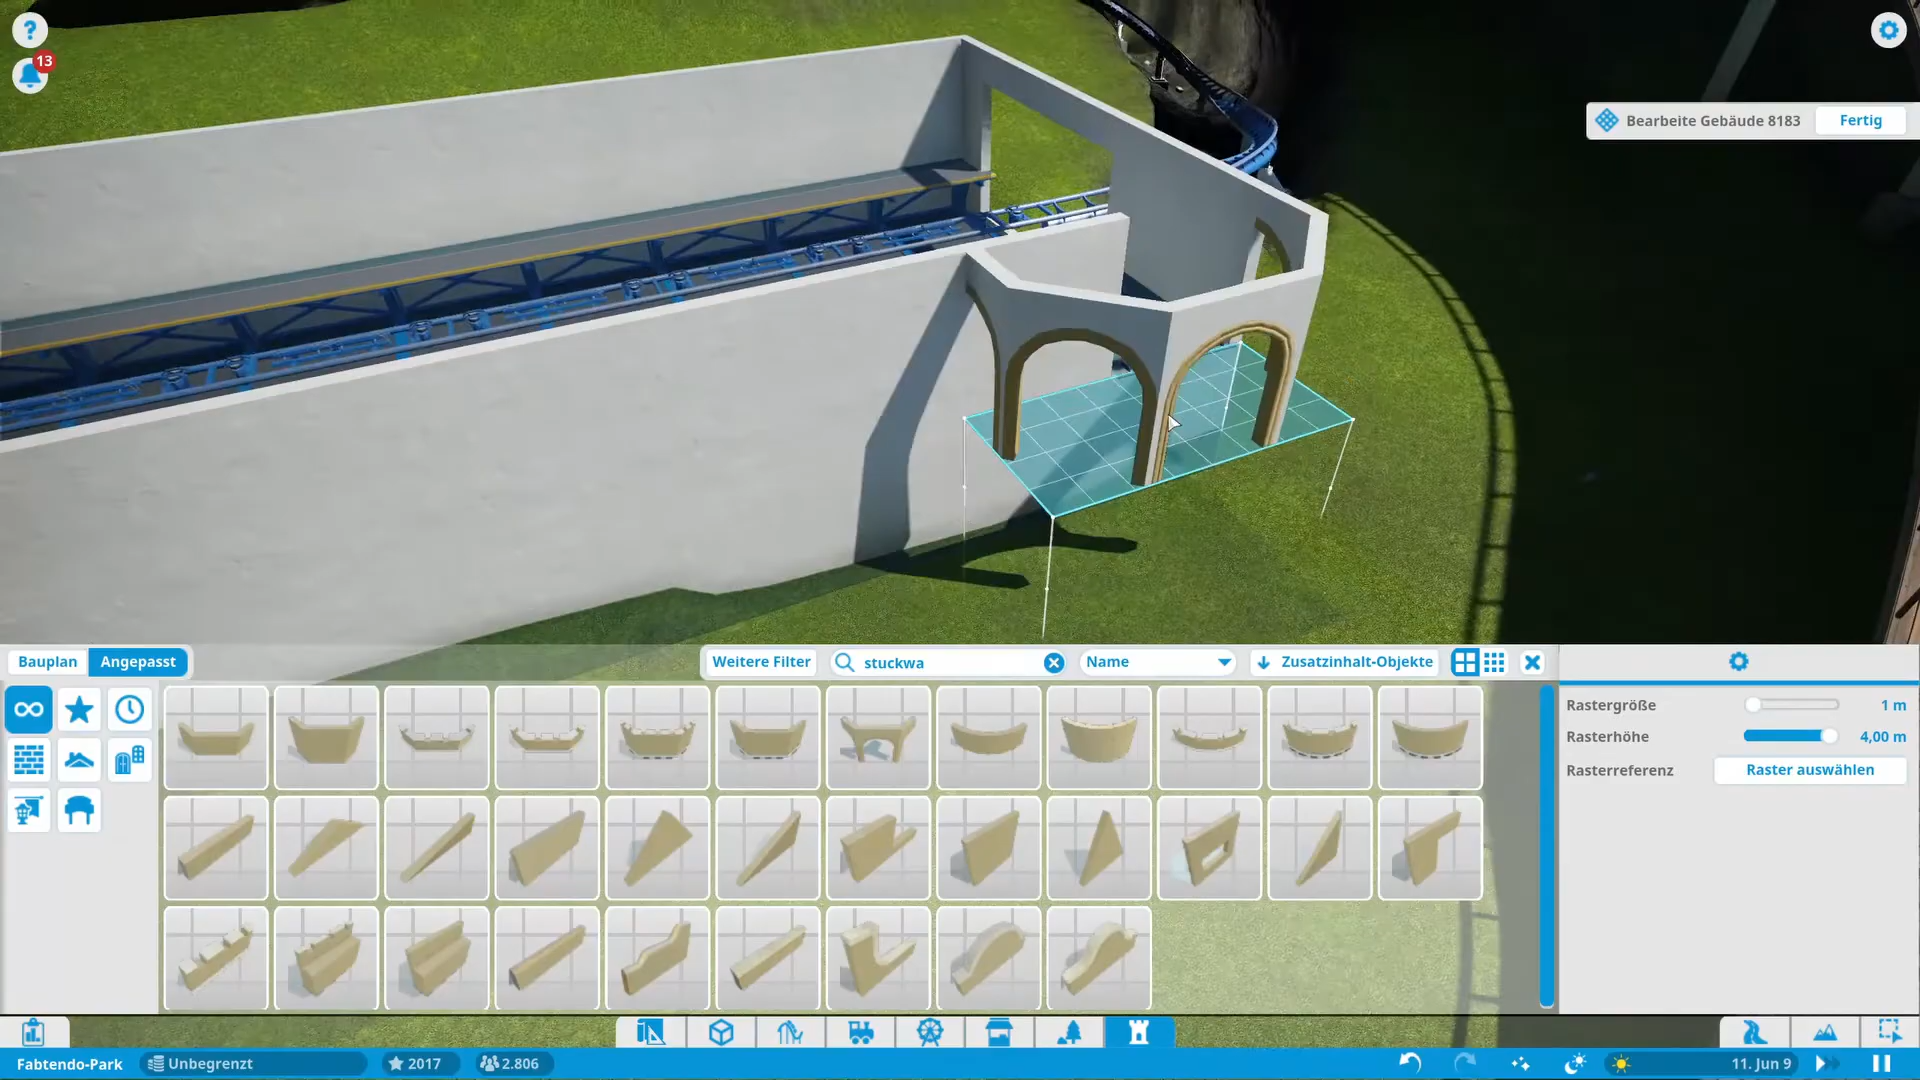 ?
13
Bearbeite Gebäude 8183
Fertig
Bauplan
Angepasst
Weitere Filter
stuckwa
Name
Zusatzinhalt-Objekte
Rastergröße
1 m
Rasterhöhe
4,00 m
Rasterreferenz
Raster auswählen
Fabtendo-Park
Unbegrenzt
2017
2.806
11. Jun 9